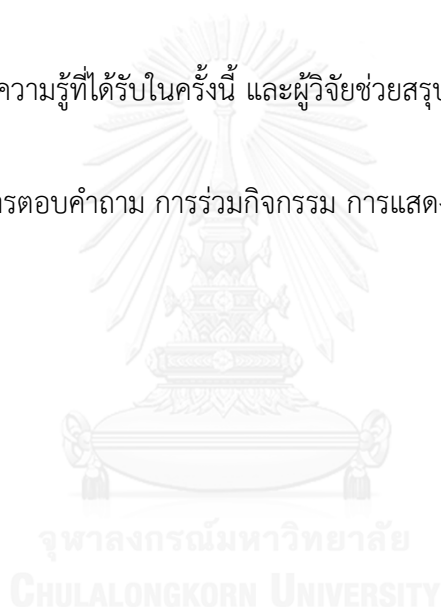 ความรู้ที่ได้รับในครั้งนี้ และผู้วิจัยช่วยสรุป
ารตอบคำถาม การร่วมกิจกรรม การแสด
จุฬาลงกรณ์มหาวิทยาลัย
CHULALONGKORN UNIVERSITY